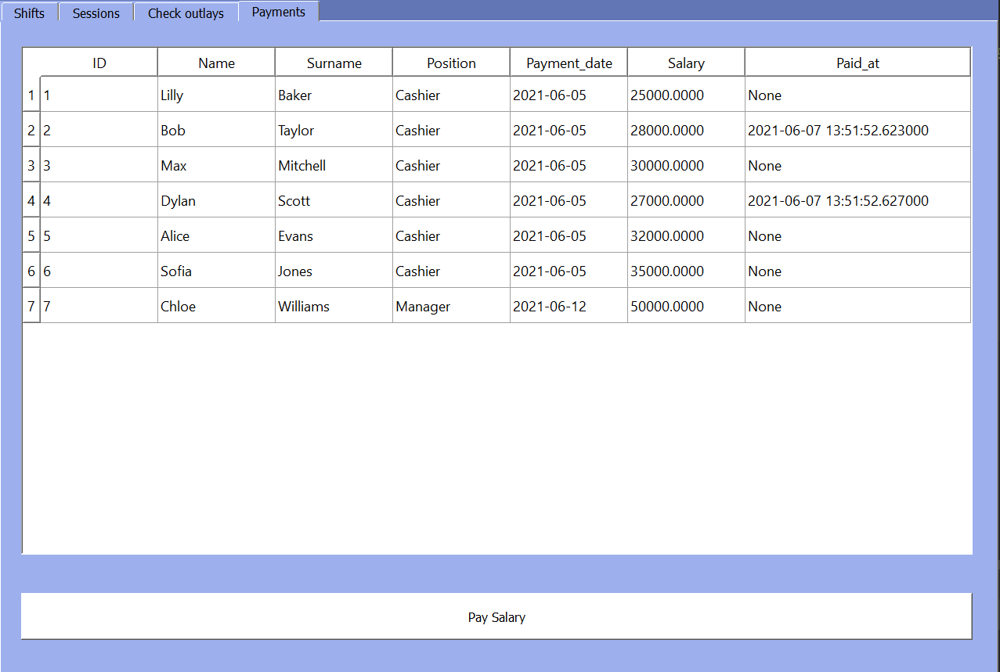 Shifts Sessions Check outlays Payments
ID Name Surname Position Payment_date Salary Paid_at
1 1 Lilly Baker Cashier 2021-06-05 25000.0000 None
2 2 Bob Taylor Cashier 2021-06-05 28000.0000 2021-06-07 13:51:52.623000
3 3 Max Mitchell Cashier 2021-06-05 30000.0000 None
4 4 Dylan Scott Cashier 2021-06-05 27000.0000 2021-06-07 13:51:52.627000
5 5 Alice Evans Cashier 2021-06-05 32000.0000 None
6 6 Sofia Jones Cashier 2021-06-05 35000.0000 None
7 7 Chloe Williams Manager 2021-06-12 50000.0000 None
Pay Salary